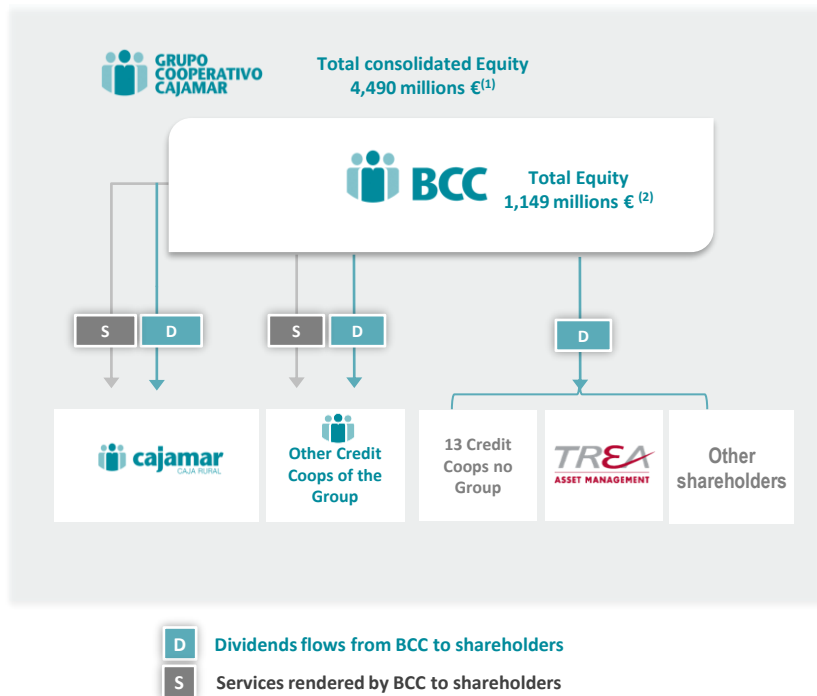 GRUPO
COOPERATIVO
CAJAMAR
Total consolidated Equity
4,490 millions €(1)
BCC
Total Equity
1,149 millions € (2)
S
D
S
D
D
cajamar
CAJA RURAL
Other Credit
Coops of the
Group
13 Credit
Coops no
Group
TREA
ASSET MANAGEMENT
Other
shareholders
D Dividends flows from BCC to shareholders
S Services rendered by BCC to shareholders